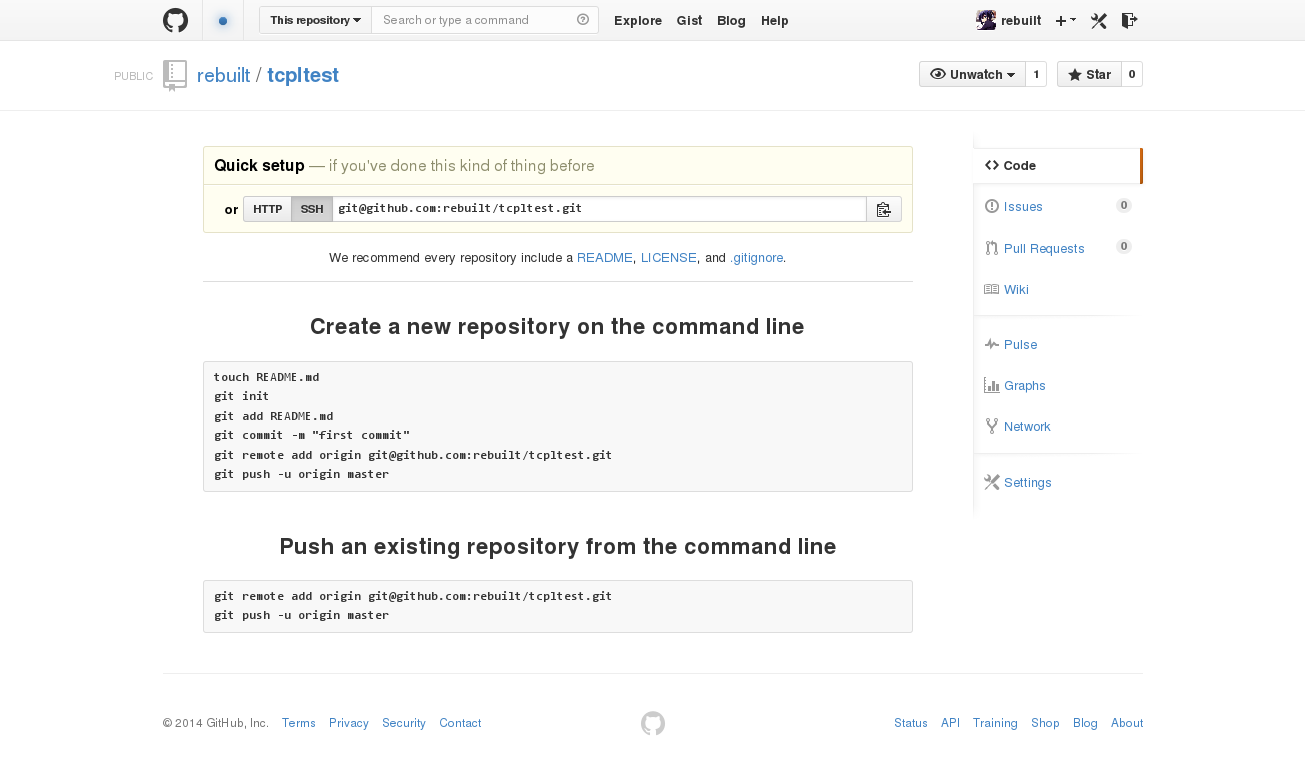 This repository Search or type a command Explore Gist Blog Help rebuilt
PUBLIC rebuilt / tcpltest Unwatch 1 Star 0
Quick setup — if you've done this kind of thing before
or HTTP SSH git@github.com:rebuilt/tcpltest.git
We recommend every repository include a README, LICENSE, and .gitignore.
Create a new repository on the command line
touch README.md
git init
git add README.md
git commit -m "first commit"
git remote add origin git@github.com:rebuilt/tcpltest.git
git push -u origin master
Push an existing repository from the command line
git remote add origin git@github.com:rebuilt/tcpltest.git
git push -u origin master
Code
Issues 0
Pull Requests 0
Wiki
Pulse
Graphs
Network
Settings
© 2014 GitHub, Inc. Terms Privacy Security Contact Status API Training Shop Blog About